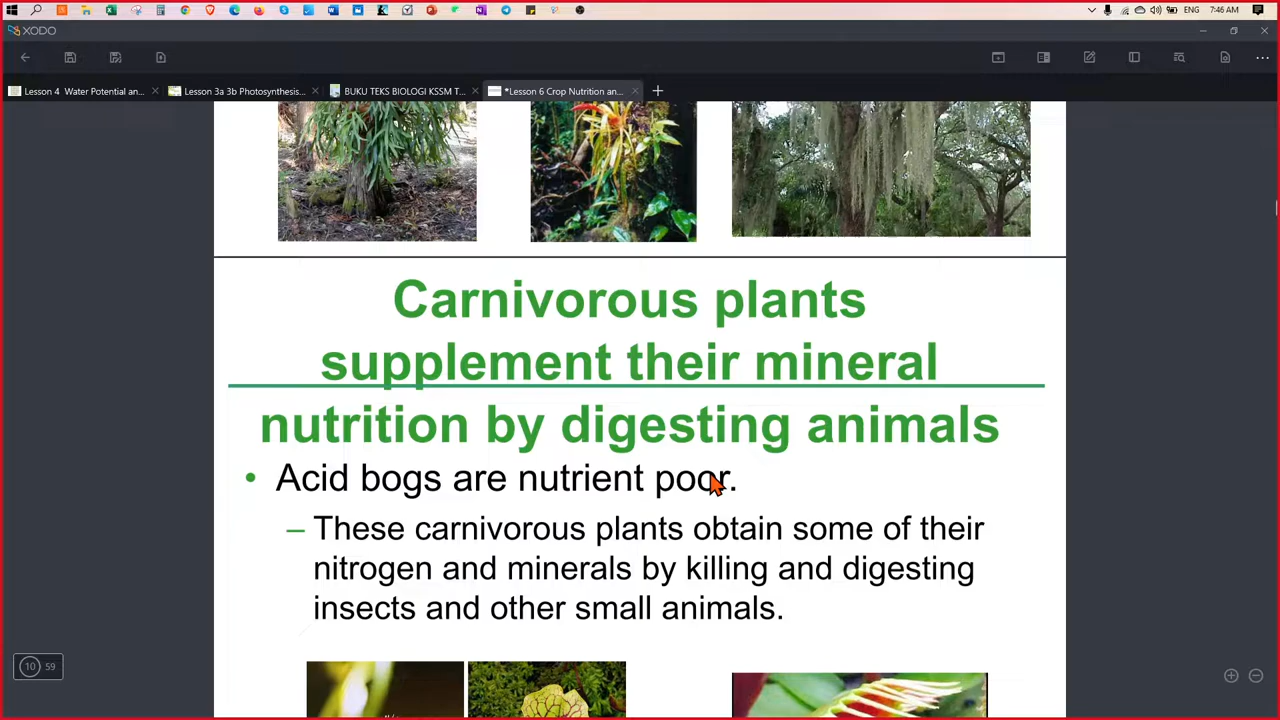 ENG
7:46 AM
XODO
Lesson 4 Water Potential an...
Lesson 3a 3b Photosynthesis...
BUKU TEKS BIOLOGI KSSM T...
*Lesson 6 Crop Nutrition an...
Carnivorous plants
supplement their mineral
nutrition by digesting animals
• Acid bogs are nutrient poor.
– These carnivorous plants obtain some of their
nitrogen and minerals by killing and digesting
insects and other small animals.
10 59